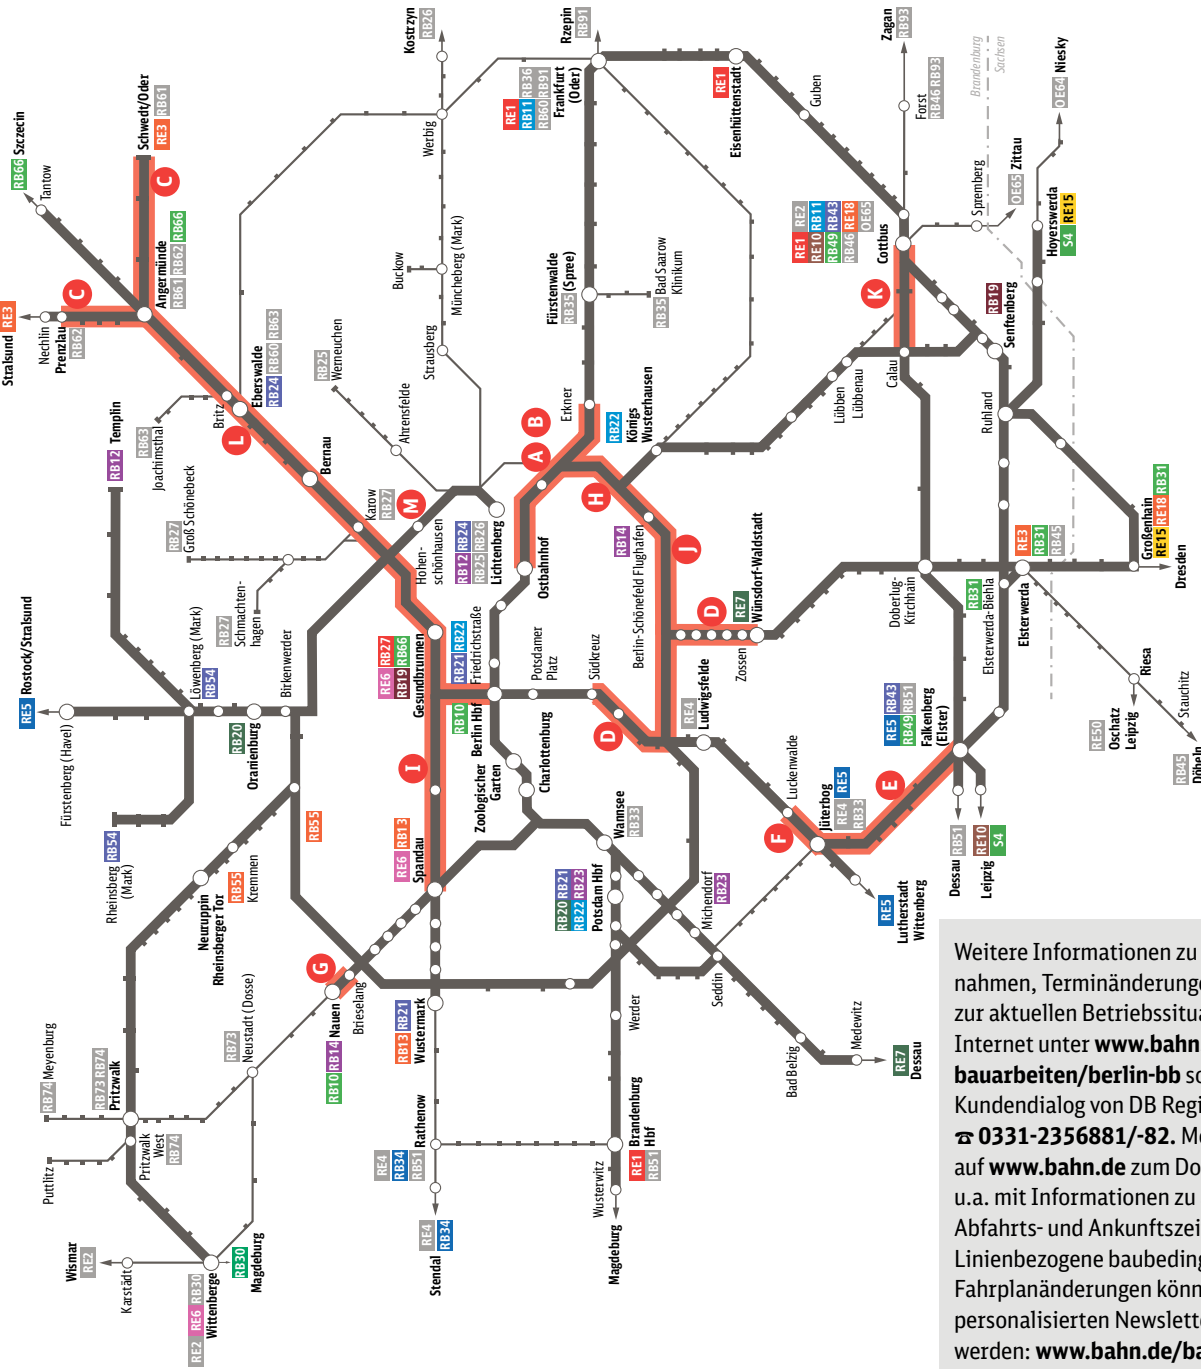 Stralsund RE3
Nechlin
Prenzlau
RB62
RB66 Szczecin
Tantow
Schwedt/Oder
RE3 RB61
C
C
Angermünde
RB61 RB62 RB66
Kostrzyn
RB26
Rzepin
RB91
Zagan
RB93
Werbig
RE1 RB36
RB11 RB91
RB60
Frankfurt
(Oder)
RE1
Eisenhüttenstadt
Guben
Forst
RB46 RB93
Brandenburg
Sachsen
OE64 Niesky
OE65 Zittau
Spremberg
Hoyerswerda
S4 RE15
RE1 RE2
RE10 RB11
RB49 RB43
RB46 RE18
OE65
Cottbus
K
Calau
RB19
Senftenberg
Ruhland
Lübben
Lübbenau
Buckow
Müncheberg (Mark)
Strausberg
Fürstenwalde
RB35 (Spree)
RB35 Bad Saarow
Klinikum
RB25
Werneuchen
Ahrensfelde
Eberswalde
RB24 RB60 RB63
Britz
L
Bernau
RB12 Templin
RB63
Joachimsthal
RB27
Groß Schönebeck
Karow
RB27
M
Hohen-
schönhausen
RB12 RB24
RB25 RB26
Lichtenberg
Erkner
B
A
Königs
Wusterhausen
RB22
H
J
Ostbahnhof
RB14
Berlin-Schönefeld Flughafen
D
RE7
Wünsdorf-Waldstadt
Zossen
Doberlug-
Kirchhain
RB31
Elsterwerda-Biehla
RE3
RB31
RB45
Elsterwerda
Großenhain
RE15 RE18 RB31
Dresden
RE5 Rostock/Stralsund
Fürstenberg (Havel)
Löwenberg (Mark)
RB54
RB27
Schmachten-
hagen
RB20
Oranienburg
Birkenwerder
RE6 RB27
RB19 RB66
Gesundbrunnen
RB21 RB22
Friedrichstraße
RB10
Berlin Hbf
Potsdamer
Platz
Südkreuz
D
RE4
Ludwigsfelde
I
Zoologischer
Garten
Charlottenburg
Wannsee
RB33
Luckenwalde
F
Jüterbog
RE4 RE5
RB33
E
RE5 RB43
RB49 RB51
Falkenberg
(Elster)
RE50
Oschatz
Leipzig
Riesa
Stauchitz
RB45
Döbeln
Rheinsberg
(Mark)
RB54
Neuruppin
Rheinsberger Tor
RB55
Kremmen
RB55
RE6 RB13
Spandau
RB20 RB21
RB22 RB23
Potsdam Hbf
Michendorf
RB23
Seddin
RE5
Lutherstadt
Wittenberg
Dessau
RB51
Leipzig
RE10
S4
G
Nauen
RB10 RB14
Brieselang
RB13 RB21
Wustermark
Werder
Bad Belzig
Medewitz
RE7
Dessau
RB74 Meyenburg
RB73 RB74
Pritzwalk
RB73
Neustadt (Dosse)
Pritzwalk
West
RB74
Puttlitz
Rathenow
RE4
RB34
RB51
Brandenburg
Hbf
RE1
RB51
Wusterwitz
Magdeburg
Stendal
RE4
RB34
Wismar
RE2
Karstädt
RE2 RE6 RB30
Wittenberge
RB30
Magdeburg
Weitere Informationen zu
nahmen, Terminänderunge
zur aktuellen Betriebssitua
Internet unter www.bahn
bauarbeiten/berlin-bb so
Kundendialog von DB Regi
☎ 0331-2356881/-82. Me
auf www.bahn.de zum Do
u.a. mit Informationen zu
Abfahrts- und Ankunftszei
Linienbezogene baubeding
Fahrplanänderungen könn
personalisierten Newslette
werden: www.bahn.de/ba